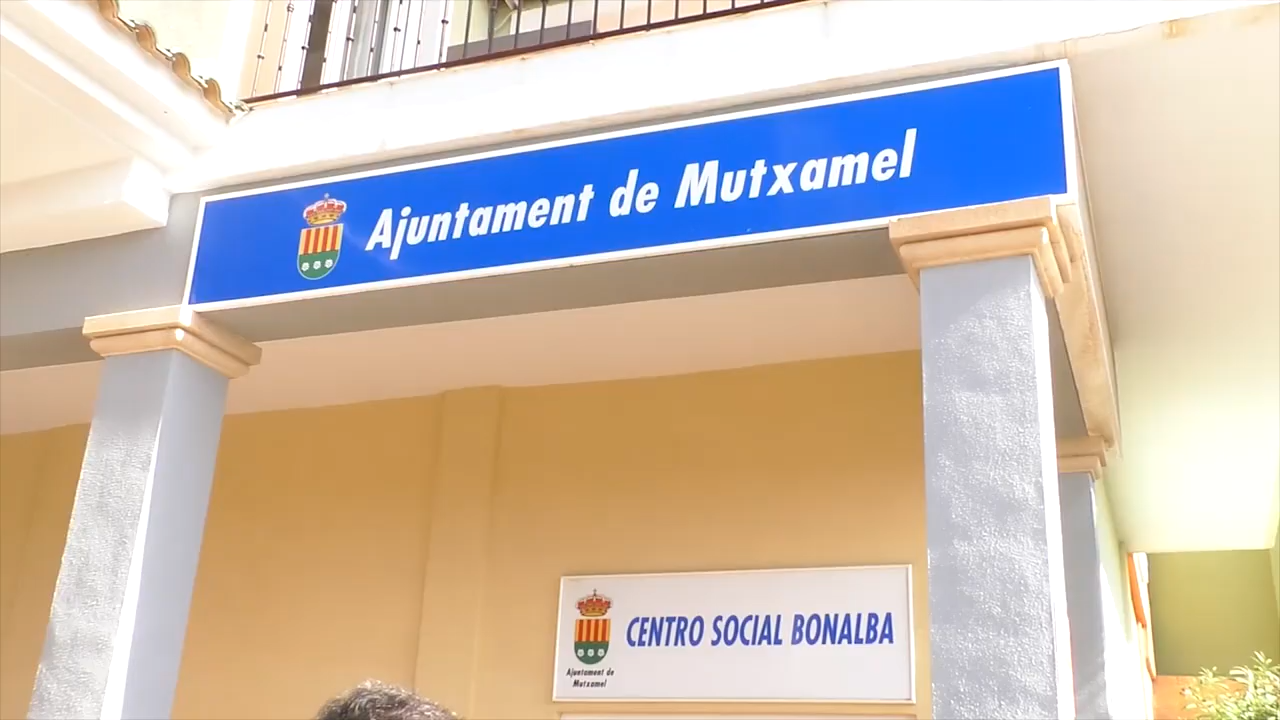 Ajuntament de Mutxamel
CENTRO SOCIAL BONALBA
Ajuntament de
Mutxamel